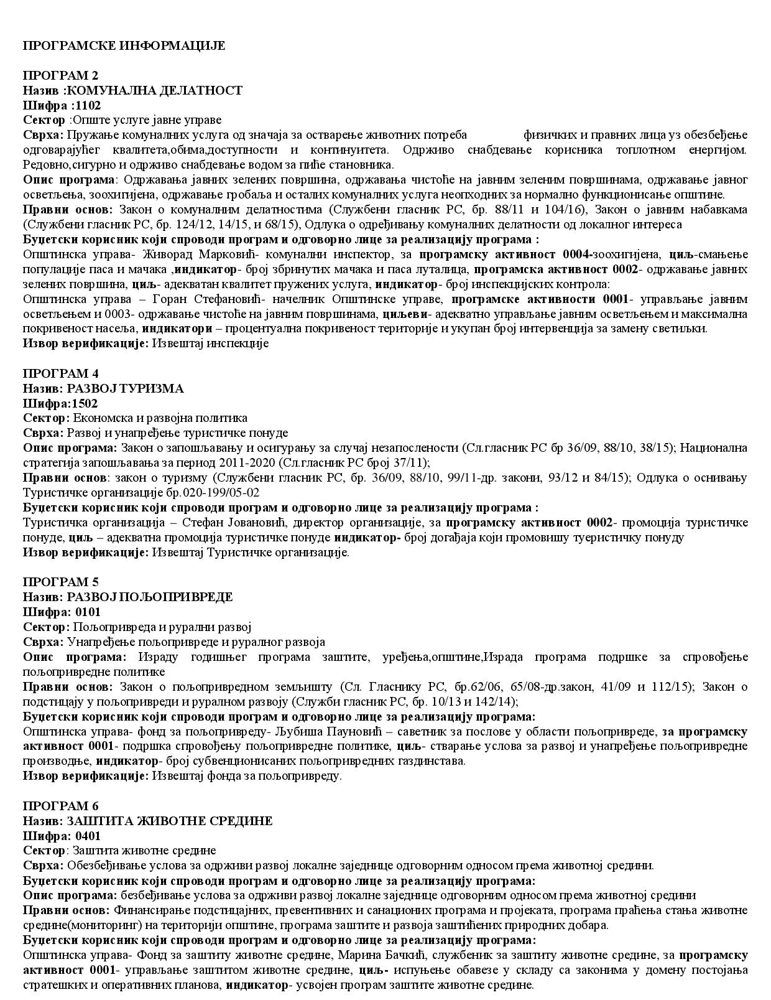 ПРОГРАМСКЕ ИНФОРМАЦИЈЕ
ПРОГРАМ 2
Назив :КОМУНАЛНА ДЕЛАТНОСТ
Шифра :1102
Сектор :Опште услуге јавне управе
Сврха: Пружање комуналних услуга од значаја за остварење животних потреба физичких и правних лица уз обезбеђење
одговарајућег квалитета,обима,доступности и континуитета. Одрживо снабдевање корисника топлотном енергијом.
Редовно,сигурно и одрживо снабдевање водом за пиће становника.
Опис програма: Одржавања јавних зелених површина, одржавања чистоће на јавним зеленим површинама, одржавање јавног
осветљења, зоохигијена, одржавање гробаља и осталих комуналних услуга неопходних за нормално функционисање општине.
Правни основ: Закон о комуналним делатностима (Службени гласник РС, бр. 88/11 и 104/16), Закон о јавним набавкама
(Службени гласник РС, бр. 124/12, 14/15, и 68/15), Одлука о одређивању комуналних делатности од локалног интереса
Буџетски корисник који спроводи програм и одговорно лице за реализацију програма :
Општинска управа- Живорад Марковић- комунални инспектор, за програмску активност 0004-зоохигијена, циљ-смањење
популације паса и мачака ,индикатор- број збринутих мачака и паса луталица, програмска активност 0002- одржавање јавних
зелених површина, циљ- адекватан квалитет пружених услуга, индикатор- број инспекцијских контрола:
Општинска управа – Горан Стефановић- начелник Општинске управе, програмске активности 0001- управљање јавним
осветљењем и 0003- одржавање чистоће на јавним површинама, циљеви- адекватно управљање јавним осветљењем и максимална
покривеност насеља, индикатори – процентуална покривеност територије и укупан број интервенција за замену светиљки.
Извор верификације: Извештај инспекције
ПРОГРАМ 4
Назив: РАЗВОЈ ТУРИЗМА
Шифра:1502
Сектор: Економска и развојна политика
Сврха: Развој и унапређење туристичке понуде
Опис програма: Закон о запошљавању и осигурању за случај незапослености (Сл.гласник РС бр 36/09, 88/10, 38/15); Национална
стратегија запошљавања за период 2011-2020 (Сл.гласник РС број 37/11);
Правни основ: закон о туризму (Службени гласник РС, бр. 36/09, 88/10, 99/11-др. закони, 93/12 и 84/15); Одлука о оснивању
Туристичке организације бр.020-199/05-02
Буџетски корисник који спроводи програм и одговорно лице за реализацију програма :
Туристичка организација – Стефан Јовановић, директор организације, за програмску активност 0002- промоција туристичке
понуде, циљ – адекватна промоција туристичке понуде индикатор- број догађаја који промовишу туеристичку понуду
Извор верификације: Извештај Туристичке организације.
ПРОГРАМ 5
Назив: РАЗВОЈ ПОЉОПРИВРЕДЕ
Шифра: 0101
Сектор: Пољопривреда и рурални развој
Сврха: Унапређење пољопривреде и руралног развоја
Опис програма: Израду годишњег програма заштите, уређења,општине,Израда програма подршке за спровођење
пољопривредне политике
Правни основ: Закон о пољопривредном земљишту (Сл. Гласнику РС, бр.62/06, 65/08-др.закон, 41/09 и 112/15); Закон о
подстицају у пољопривреди и руралном развоју (Служби гласник РС, бр. 10/13 и 142/14);
Буџетски корисник који спроводи програм и одговорно лице за реализацију програма:
Општинска управа- фонд за пољопривреду- Љубиша Пауновић – саветник за послове у области пољопривреде, за програмску
активност 0001- подршка спровођењу пољопривредне политике, циљ- стварање услова за развој и унапређење пољопривредне
производње, индикатор- број субвенционисаних пољопривредних газдинстава.
Извор верификације: Извештај фонда за пољопривреду.
ПРОГРАМ 6
Назив: ЗАШТИТА ЖИВОТНЕ СРЕДИНЕ
Шифра: 0401
Сектор: Заштита животне средине
Сврха: Обезбеђивање услова за одрживи развој локалне заједнице одговорним односом према животној средини.
Буџетски корисник који спроводи програм и одговорно лице за реализацију програма:
Опис програма: безбеђивање услова за одрживи развој локалне заједнице одговорним односом према животној средини
Правни основ: Финансирање подстицајних, превентивних и санационих програма и пројеката, програма праћења стања животне
средине(мониторинг) на територији општине, програма заштите и развоја заштићених природних добара.
Буџетски корисник који спроводи програм и одговорно лице за реализацију програма:
Општинска управа- Фонд за заштиту животне средине, Марина Бачкић, службеник за заштиту животне средине, за програмску
активност 0001- управљање заштитом животне средине, циљ- испуњење обавезе у складу са законима у домену постојања
стратешких и оперативних планова, индикатор- усвојен програм заштите животне средине.